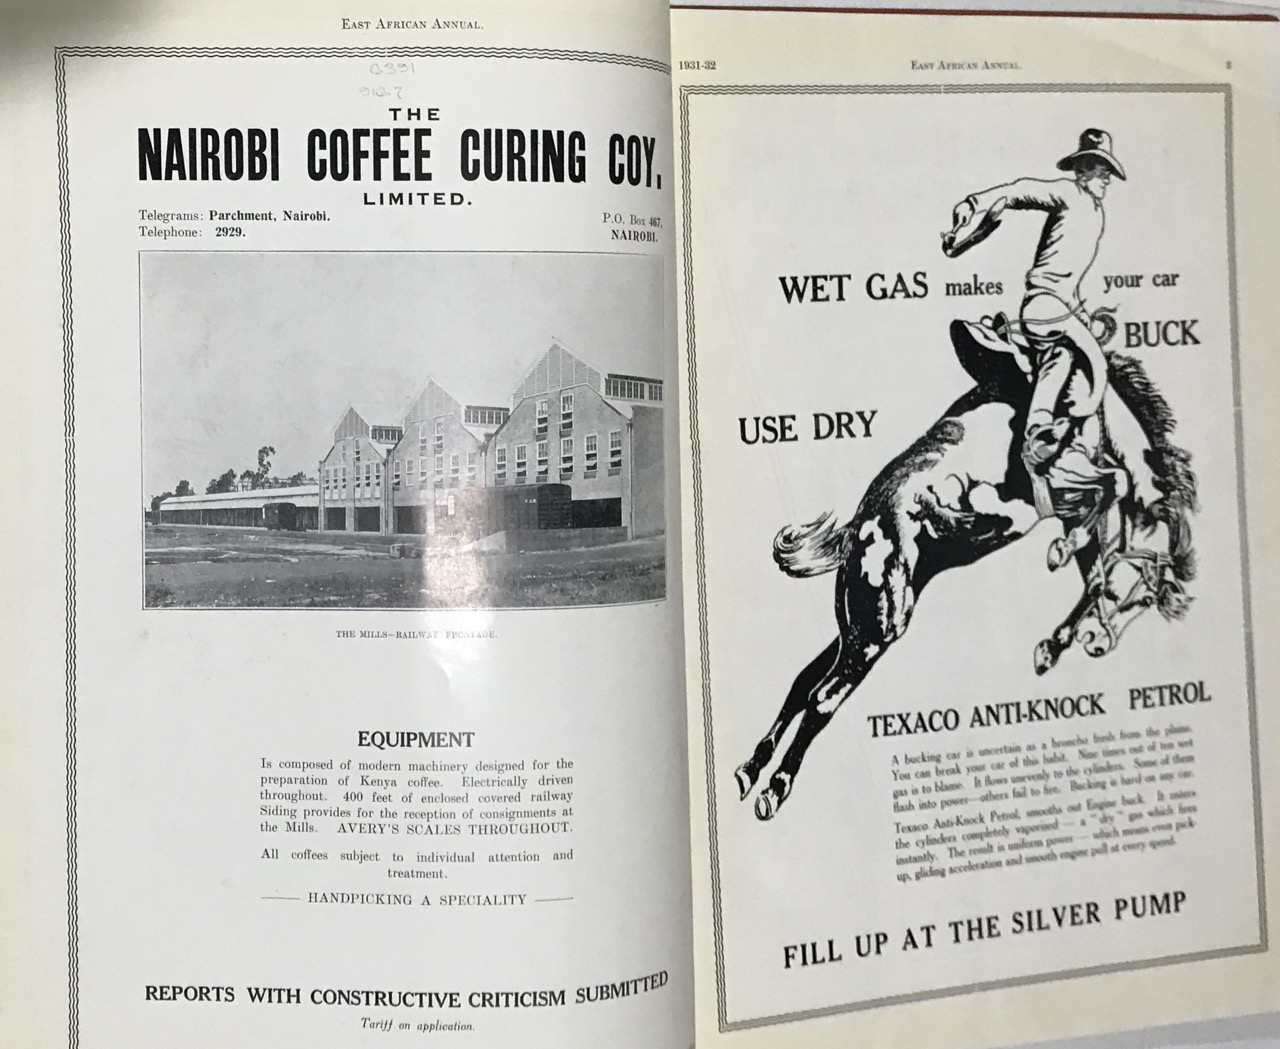 EAST AFRICAN ANNUAL.
THE
NAIROBI COFFEE CURING COY.
LIMITED.
Telegrams: Parchment, Nairobi.
Telephone: 2929.
P.O. Box 467,
NAIROBI.
THE MILLS—RAILWAY FRONTAGE.
EQUIPMENT
Is composed of modern machinery designed for the
preparation of Kenya coffee. Electrically driven
throughout. 400 feet of enclosed covered railway
Siding provides for the reception of consignments at
the Mills. AVERY'S SCALES THROUGHOUT.
All coffees subject to individual attention and
treatment.
HANDPICKING A SPECIALITY
REPORTS WITH CONSTRUCTIVE CRITICISM SUBMITTED
Tariff on application.
1931-32
EAST AFRICAN ANNUAL.
WET GAS makes your car
BUCK
USE DRY
TEXACO ANTI-KNOCK PETROL
A bucking car is uncertain as a broncho fresh from the plains.
You can break your car of this habit. Nine times out of ten wet
gas is to blame. It flows unevenly to the cylinders. Some of them
flash into power—others fail to fire. Bucking is hard on any car.
Texaco Anti-Knock Petrol, smooths out Engine buck. It enters
the cylinders completely vaporised — a "dry" gas which fires
instantly. The result is uniform power — which means even pick-
up, gliding acceleration and smooth engine pull at every speed.
FILL UP AT THE SILVER PUMP